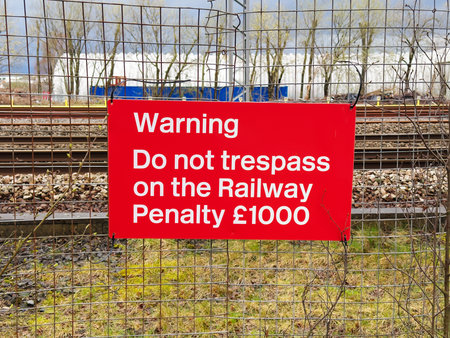 Warning
Do not trespass
on the Railway
Penalty £1000